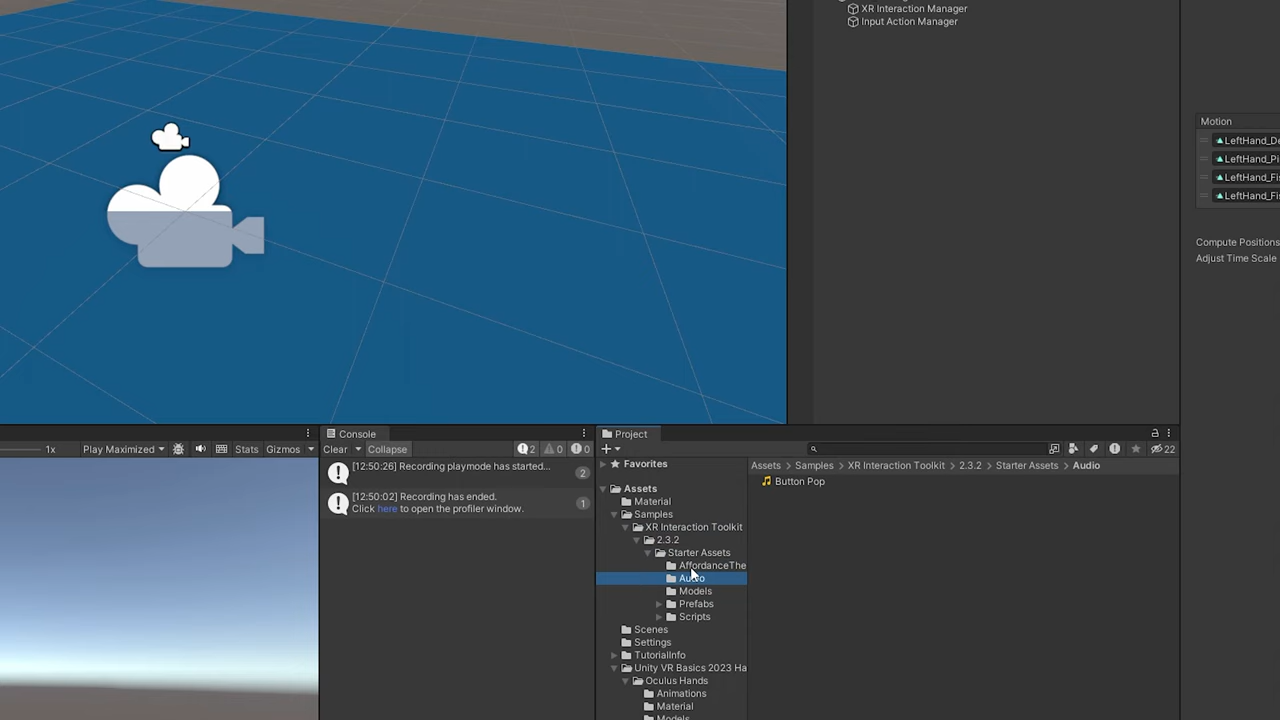 XR Interaction Manager
Input Action Manager
Motion
LeftHand_De
LeftHand_Pi
LeftHand_Fis
LeftHand_Fis
Compute Positions
Adjust Time Scale
1x Play Maximized Stats Gizmos
Console
Clear Collapse 2 0 0
[12:50:26] Recording playmode has started... 2
[12:50:02] Recording has ended. 1
Click here to open the profiler window.
Project
22
Favorites
Assets
Material
Samples
XR Interaction Toolkit
2.3.2
Starter Assets
AffordanceThe
Audio
Models
Prefabs
Scripts
Scenes
Settings
TutorialInfo
Unity VR Basics 2023 Ha
Oculus Hands
Animations
Material
Models
Assets > Samples > XR Interaction Toolkit > 2.3.2 > Starter Assets > Audio
Button Pop